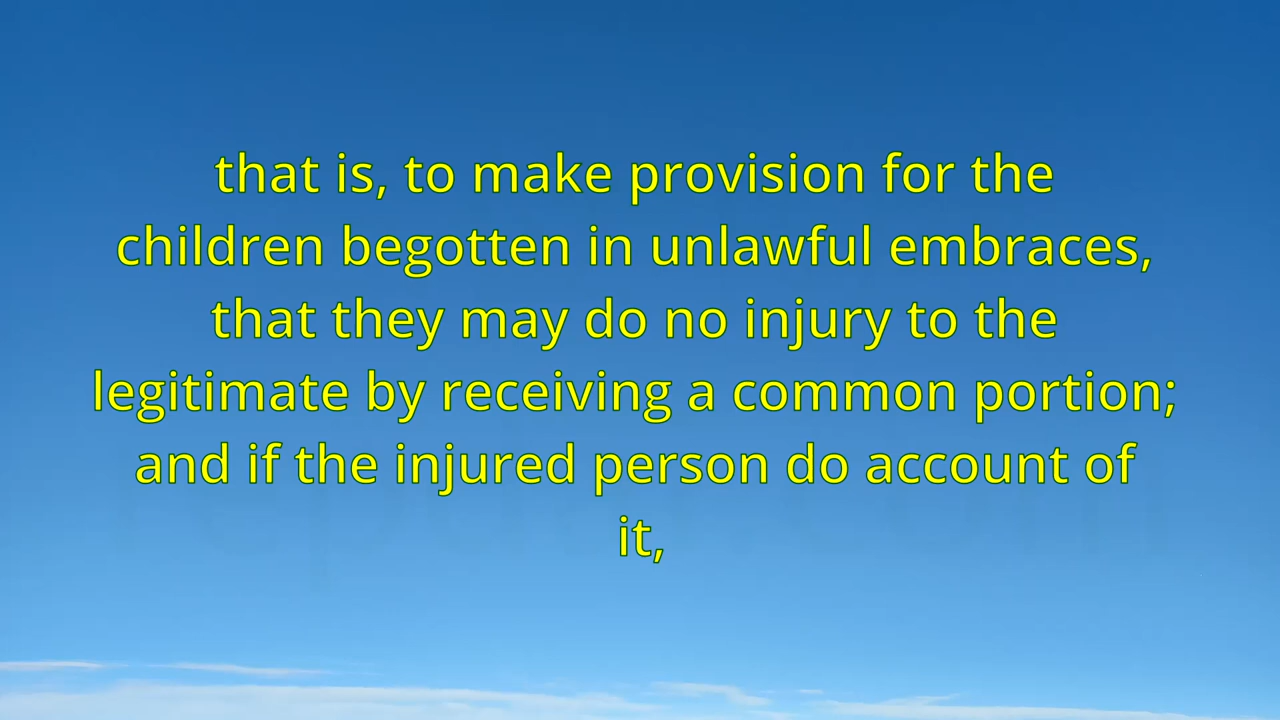 that is, to make provision for the
children begotten in unlawful embraces,
that they may do no injury to the
legitimate by receiving a common portion;
and if the injured person do account of
it,